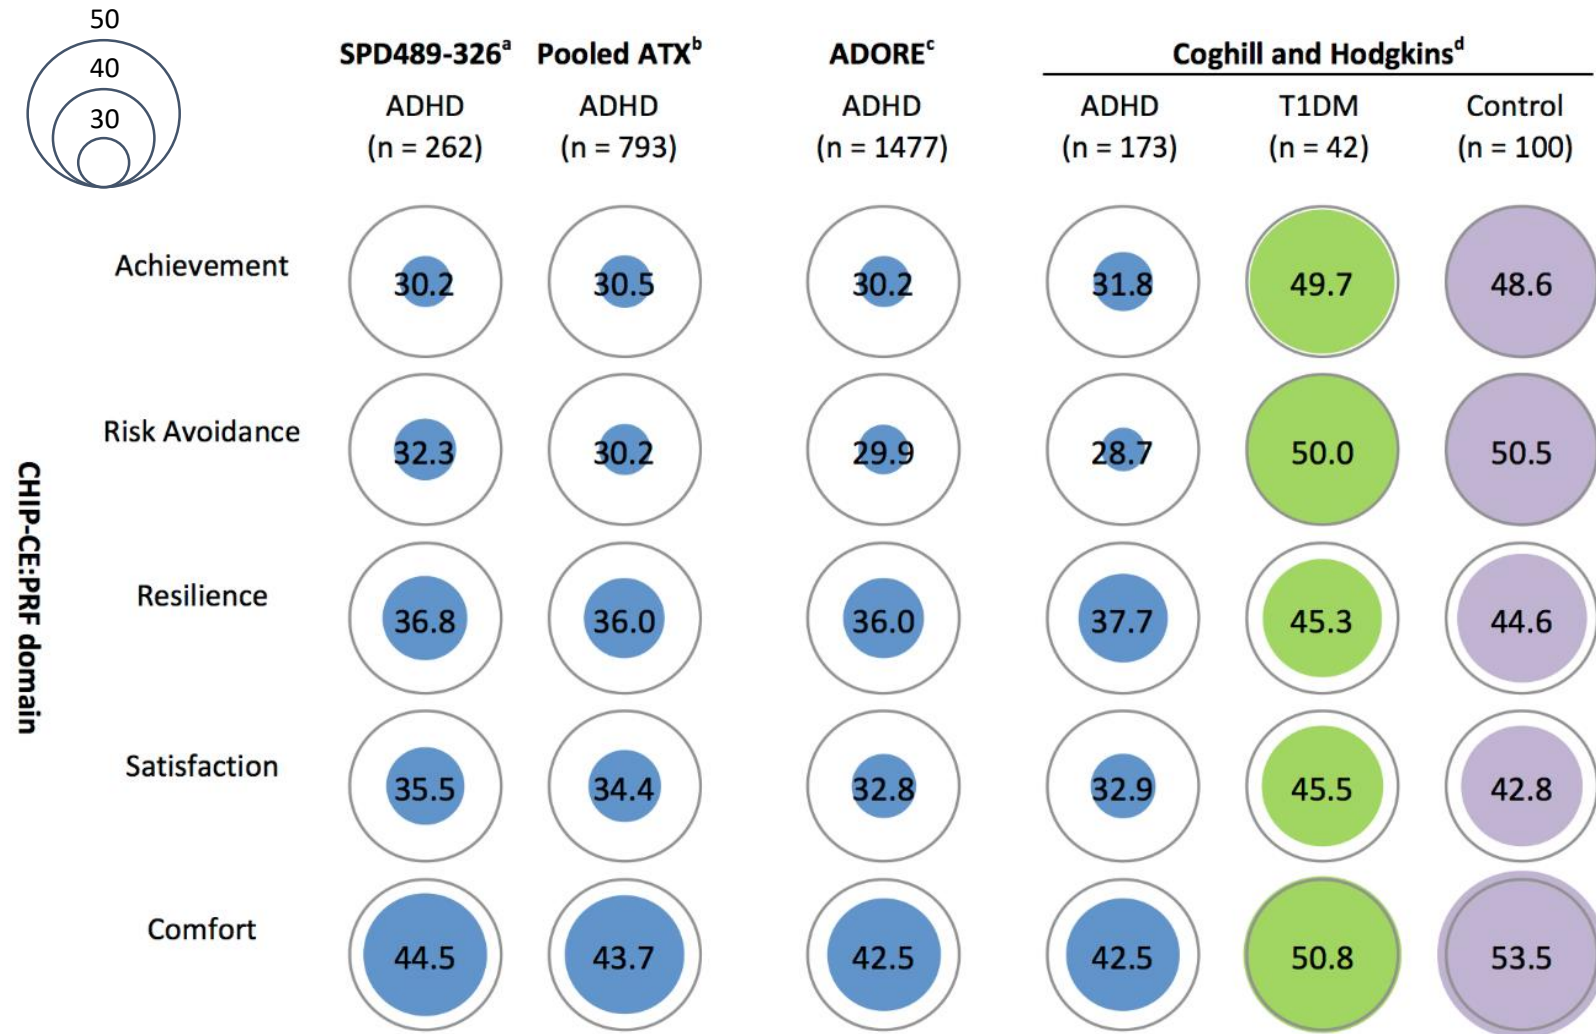 50
40
30
SPD489-326ᵃ Pooled ATXᵇ ADOREᶜ Coghill and Hodgkinsᵈ
ADHD ADHD ADHD ADHD T1DM Control
(n = 262) (n = 793) (n = 1477) (n = 173) (n = 42) (n = 100)
Achievement 30.2 30.5 30.2 31.8 49.7 48.6
Risk Avoidance 32.3 30.2 29.9 28.7 50.0 50.5
Resilience 36.8 36.0 36.0 37.7 45.3 44.6
Satisfaction 35.5 34.4 32.8 32.9 45.5 42.8
Comfort 44.5 43.7 42.5 42.5 50.8 53.5
CHIP-CE:PRF domain